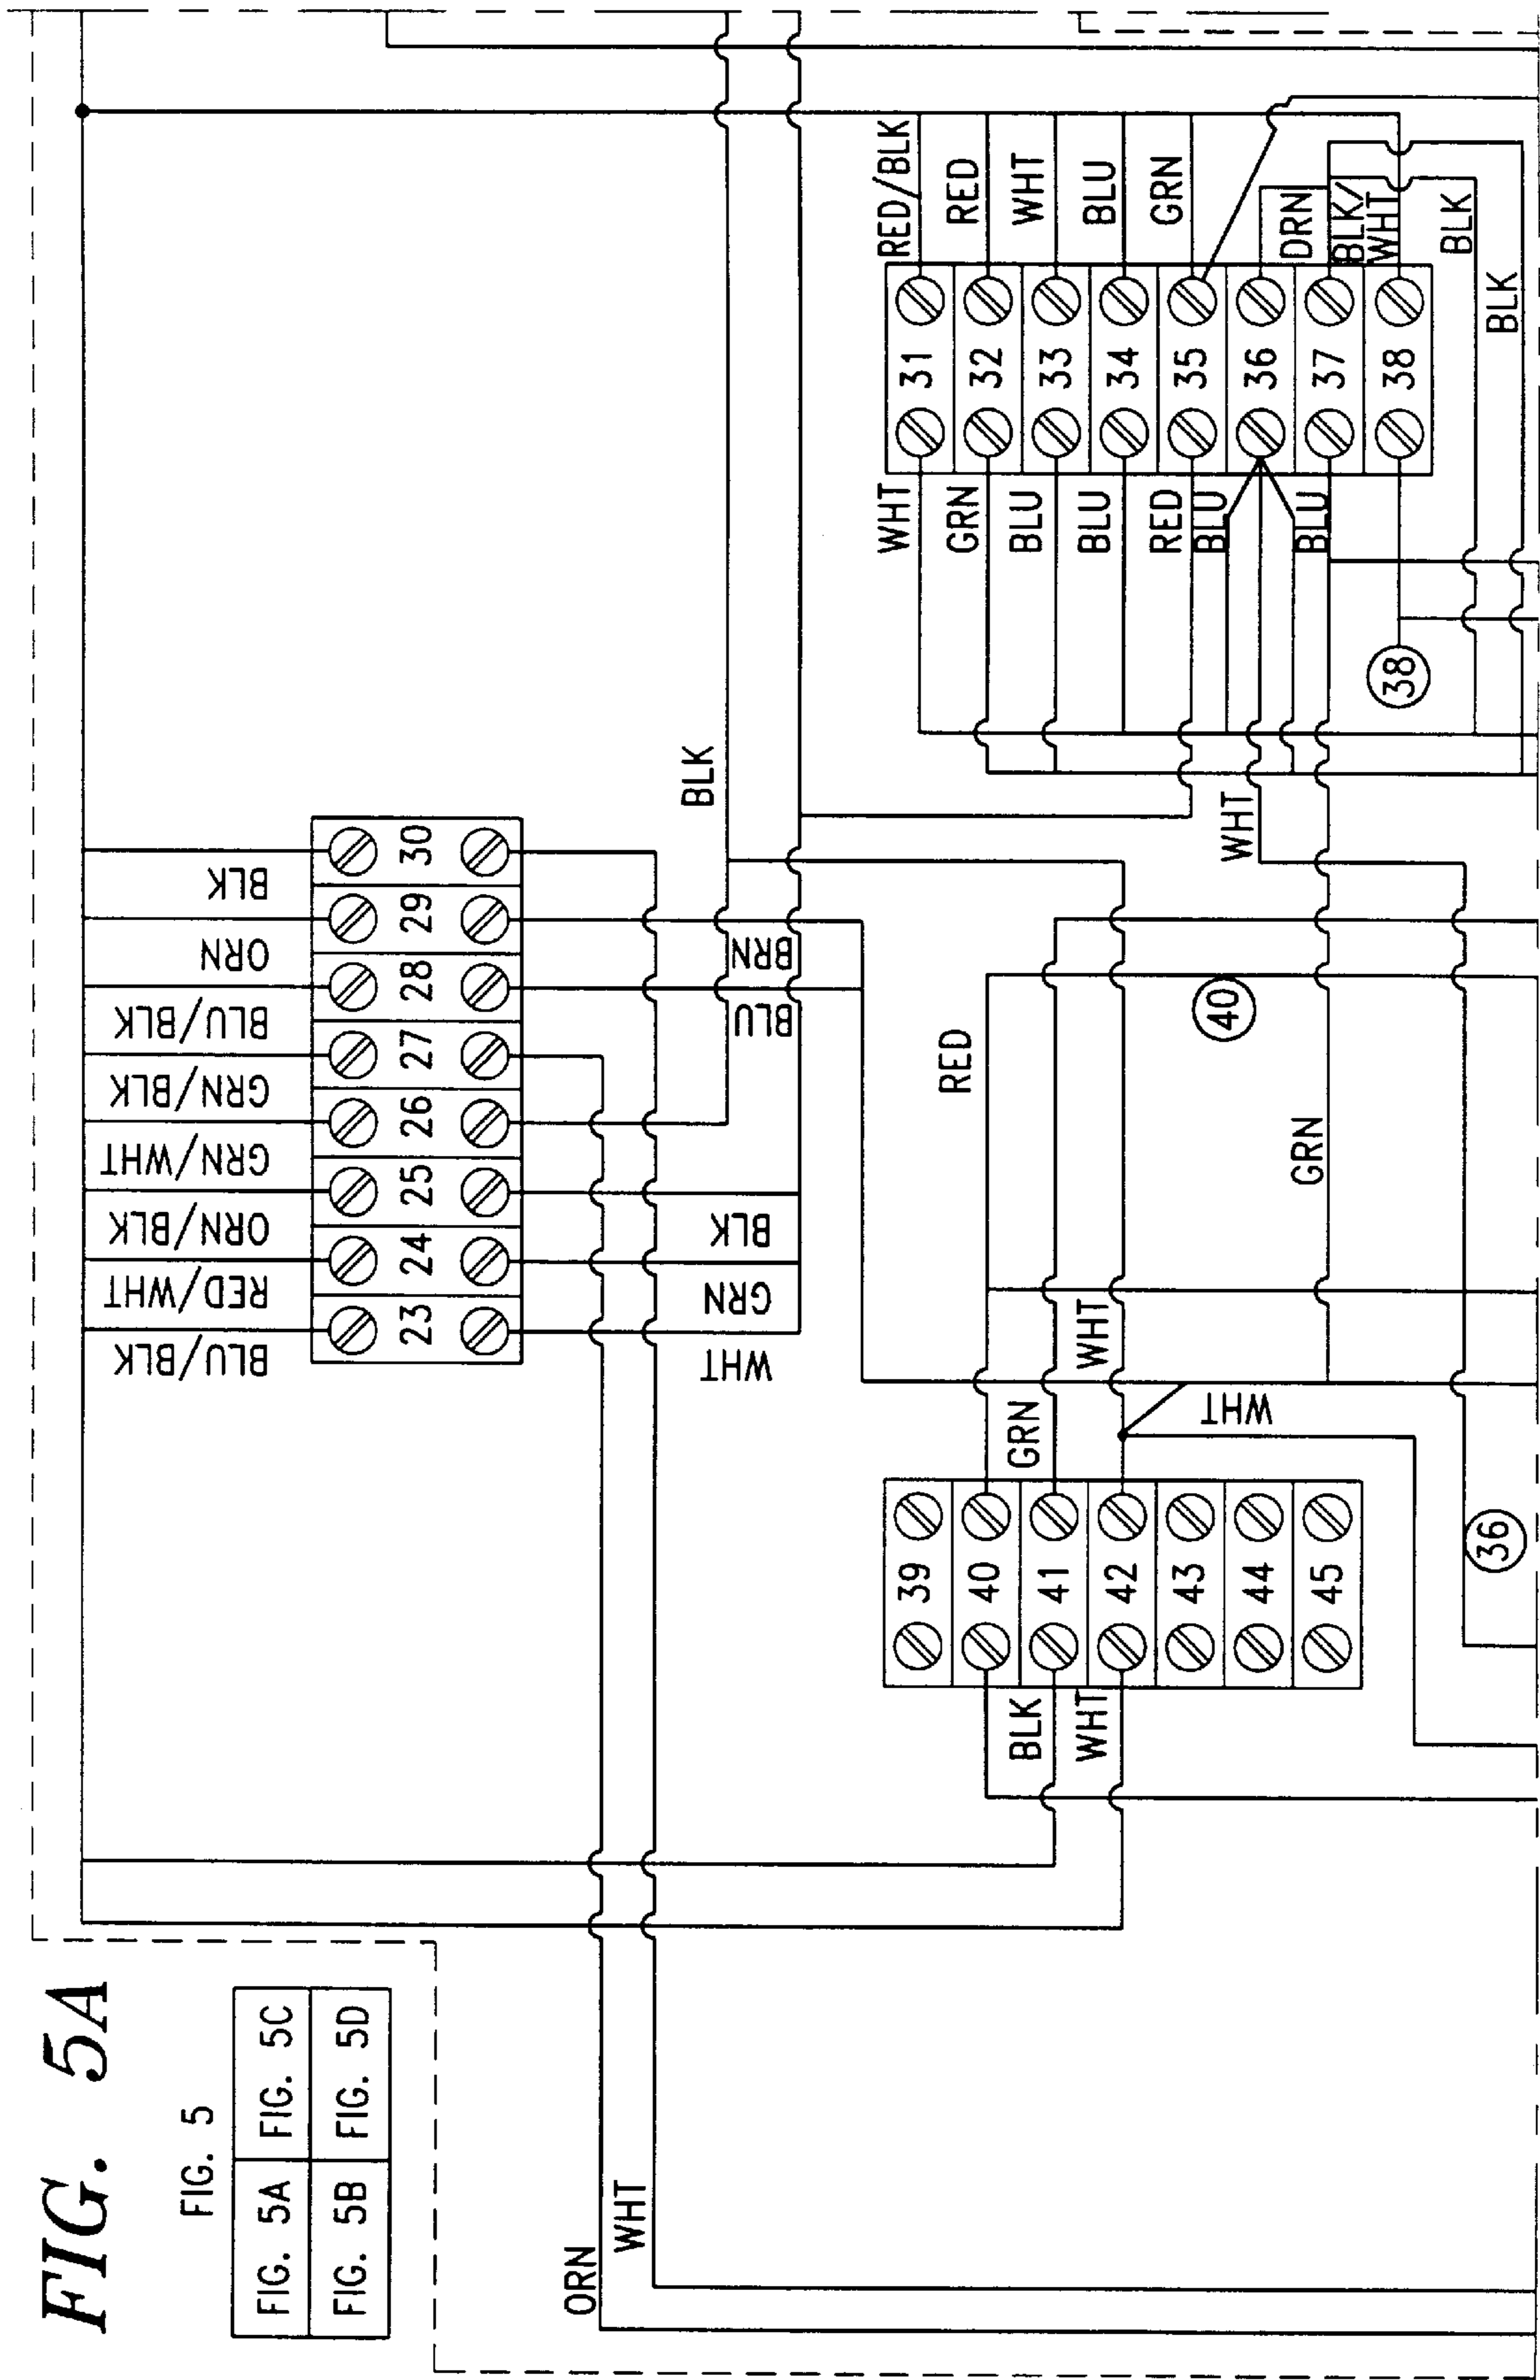 FIG. 5A
FIG. 5
FIG. 5A FIG. 5C
FIG. 5B FIG. 5D
BLU/BLK
RED/WHT
ORN/BLK
GRN/WHT
GRN/BLK
BLU/BLK
ORN
BLK
23 24 25 26 27 28 29 30
WHT
GRN
BLK
BLU
BRN
BLK
ORN
WHT
BLK
WHT
39
40
41
42
43
44
45
GRN
WHT
WHT
RED
40
GRN
WHT
36
38
WHT
GRN
BLU
BLU
RED
BLU
BLU
31
32
33
34
35
36
37
38
RED/BLK
RED
WHT
BLU
GRN
DRN
BLK/
WHT
BLK
BLK